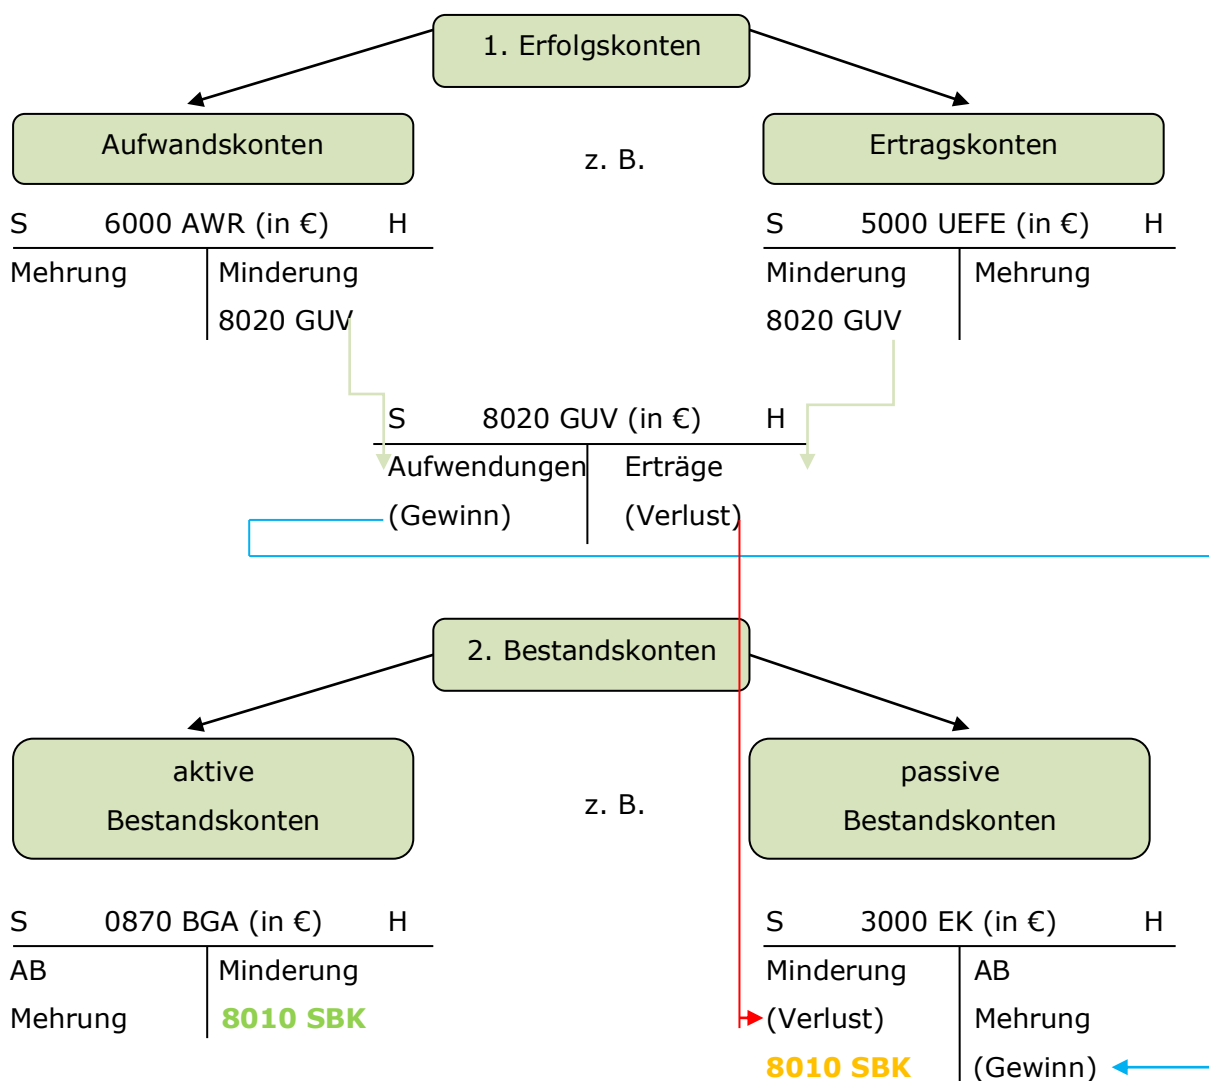 1. Erfolgskonten
Aufwandskonten
z. B.
Ertragskonten
S 6000 AWR (in €) H
Mehrung Minderung
8020 GUV
S 5000 UEFE (in €) H
Minderung Mehrung
8020 GUV
S 8020 GUV (in €) H
Aufwendungen Erträge
(Gewinn) (Verlust)
2. Bestandskonten
aktive
Bestandskonten
z. B.
passive
Bestandskonten
S 0870 BGA (in €) H
AB Minderung
Mehrung 8010 SBK
S 3000 EK (in €) H
Minderung AB
(Verlust) Mehrung
8010 SBK (Gewinn)